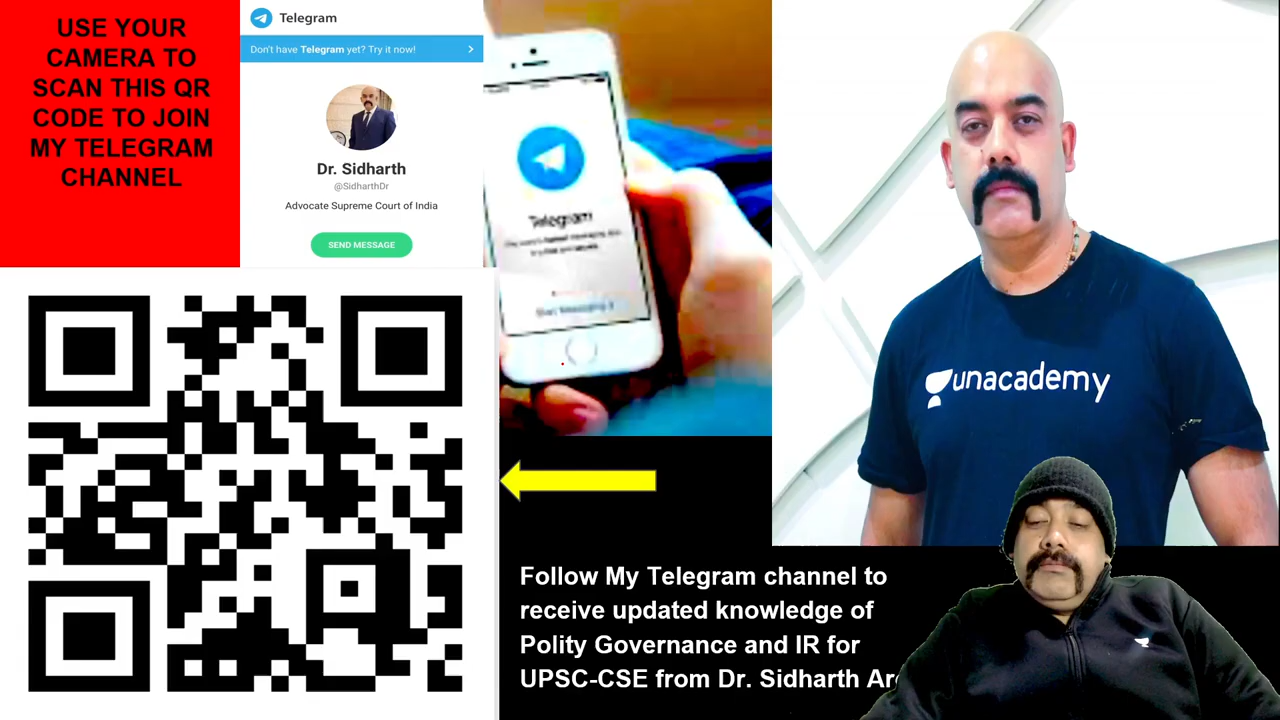 USE YOUR
CAMERA TO
SCAN THIS QR
CODE TO JOIN
MY TELEGRAM
CHANNEL
Telegram
Don't have Telegram yet? Try it now!
Dr. Sidharth
@SidharthDr
Advocate Supreme Court of India
SEND MESSAGE
Telegram
unacademy
Follow My Telegram channel to
receive updated knowledge of
Polity Governance and IR for
UPSC-CSE from Dr. Sidharth